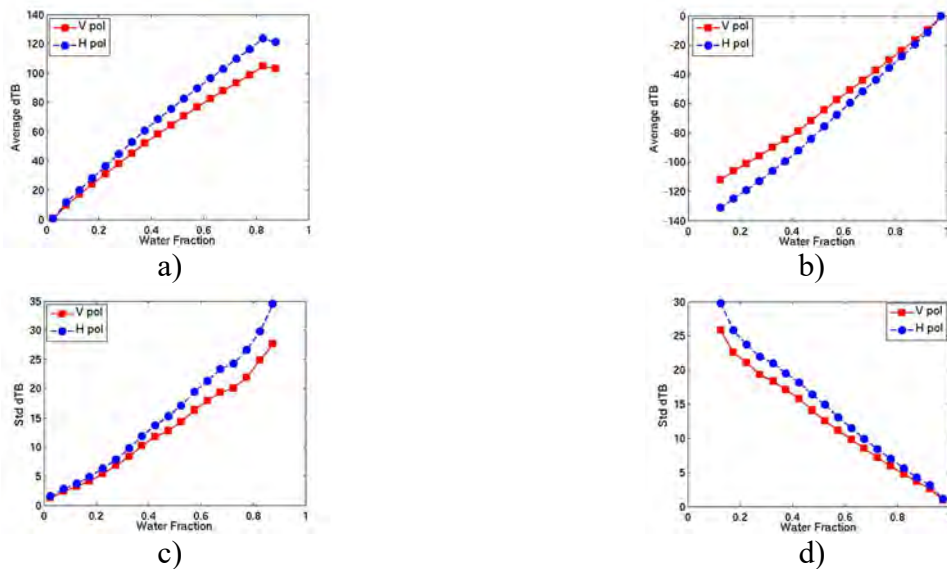 V pol
H pol
Average dTB
140
120
100
80
60
40
20
0
0
0.2
0.4
0.6
0.8
1
Water Fraction
a)
V pol
H pol
Average dTB
0
-20
-40
-60
-80
-100
-120
-140
0
0.2
0.4
0.6
0.8
1
Water Fraction
b)
V pol
H pol
Std dTB
35
30
25
20
15
10
5
0
0
0.2
0.4
0.6
0.8
1
Water Fraction
c)
V pol
H pol
Std dTB
30
25
20
15
10
5
0
0
0.2
0.4
0.6
0.8
Water Fraction
d)